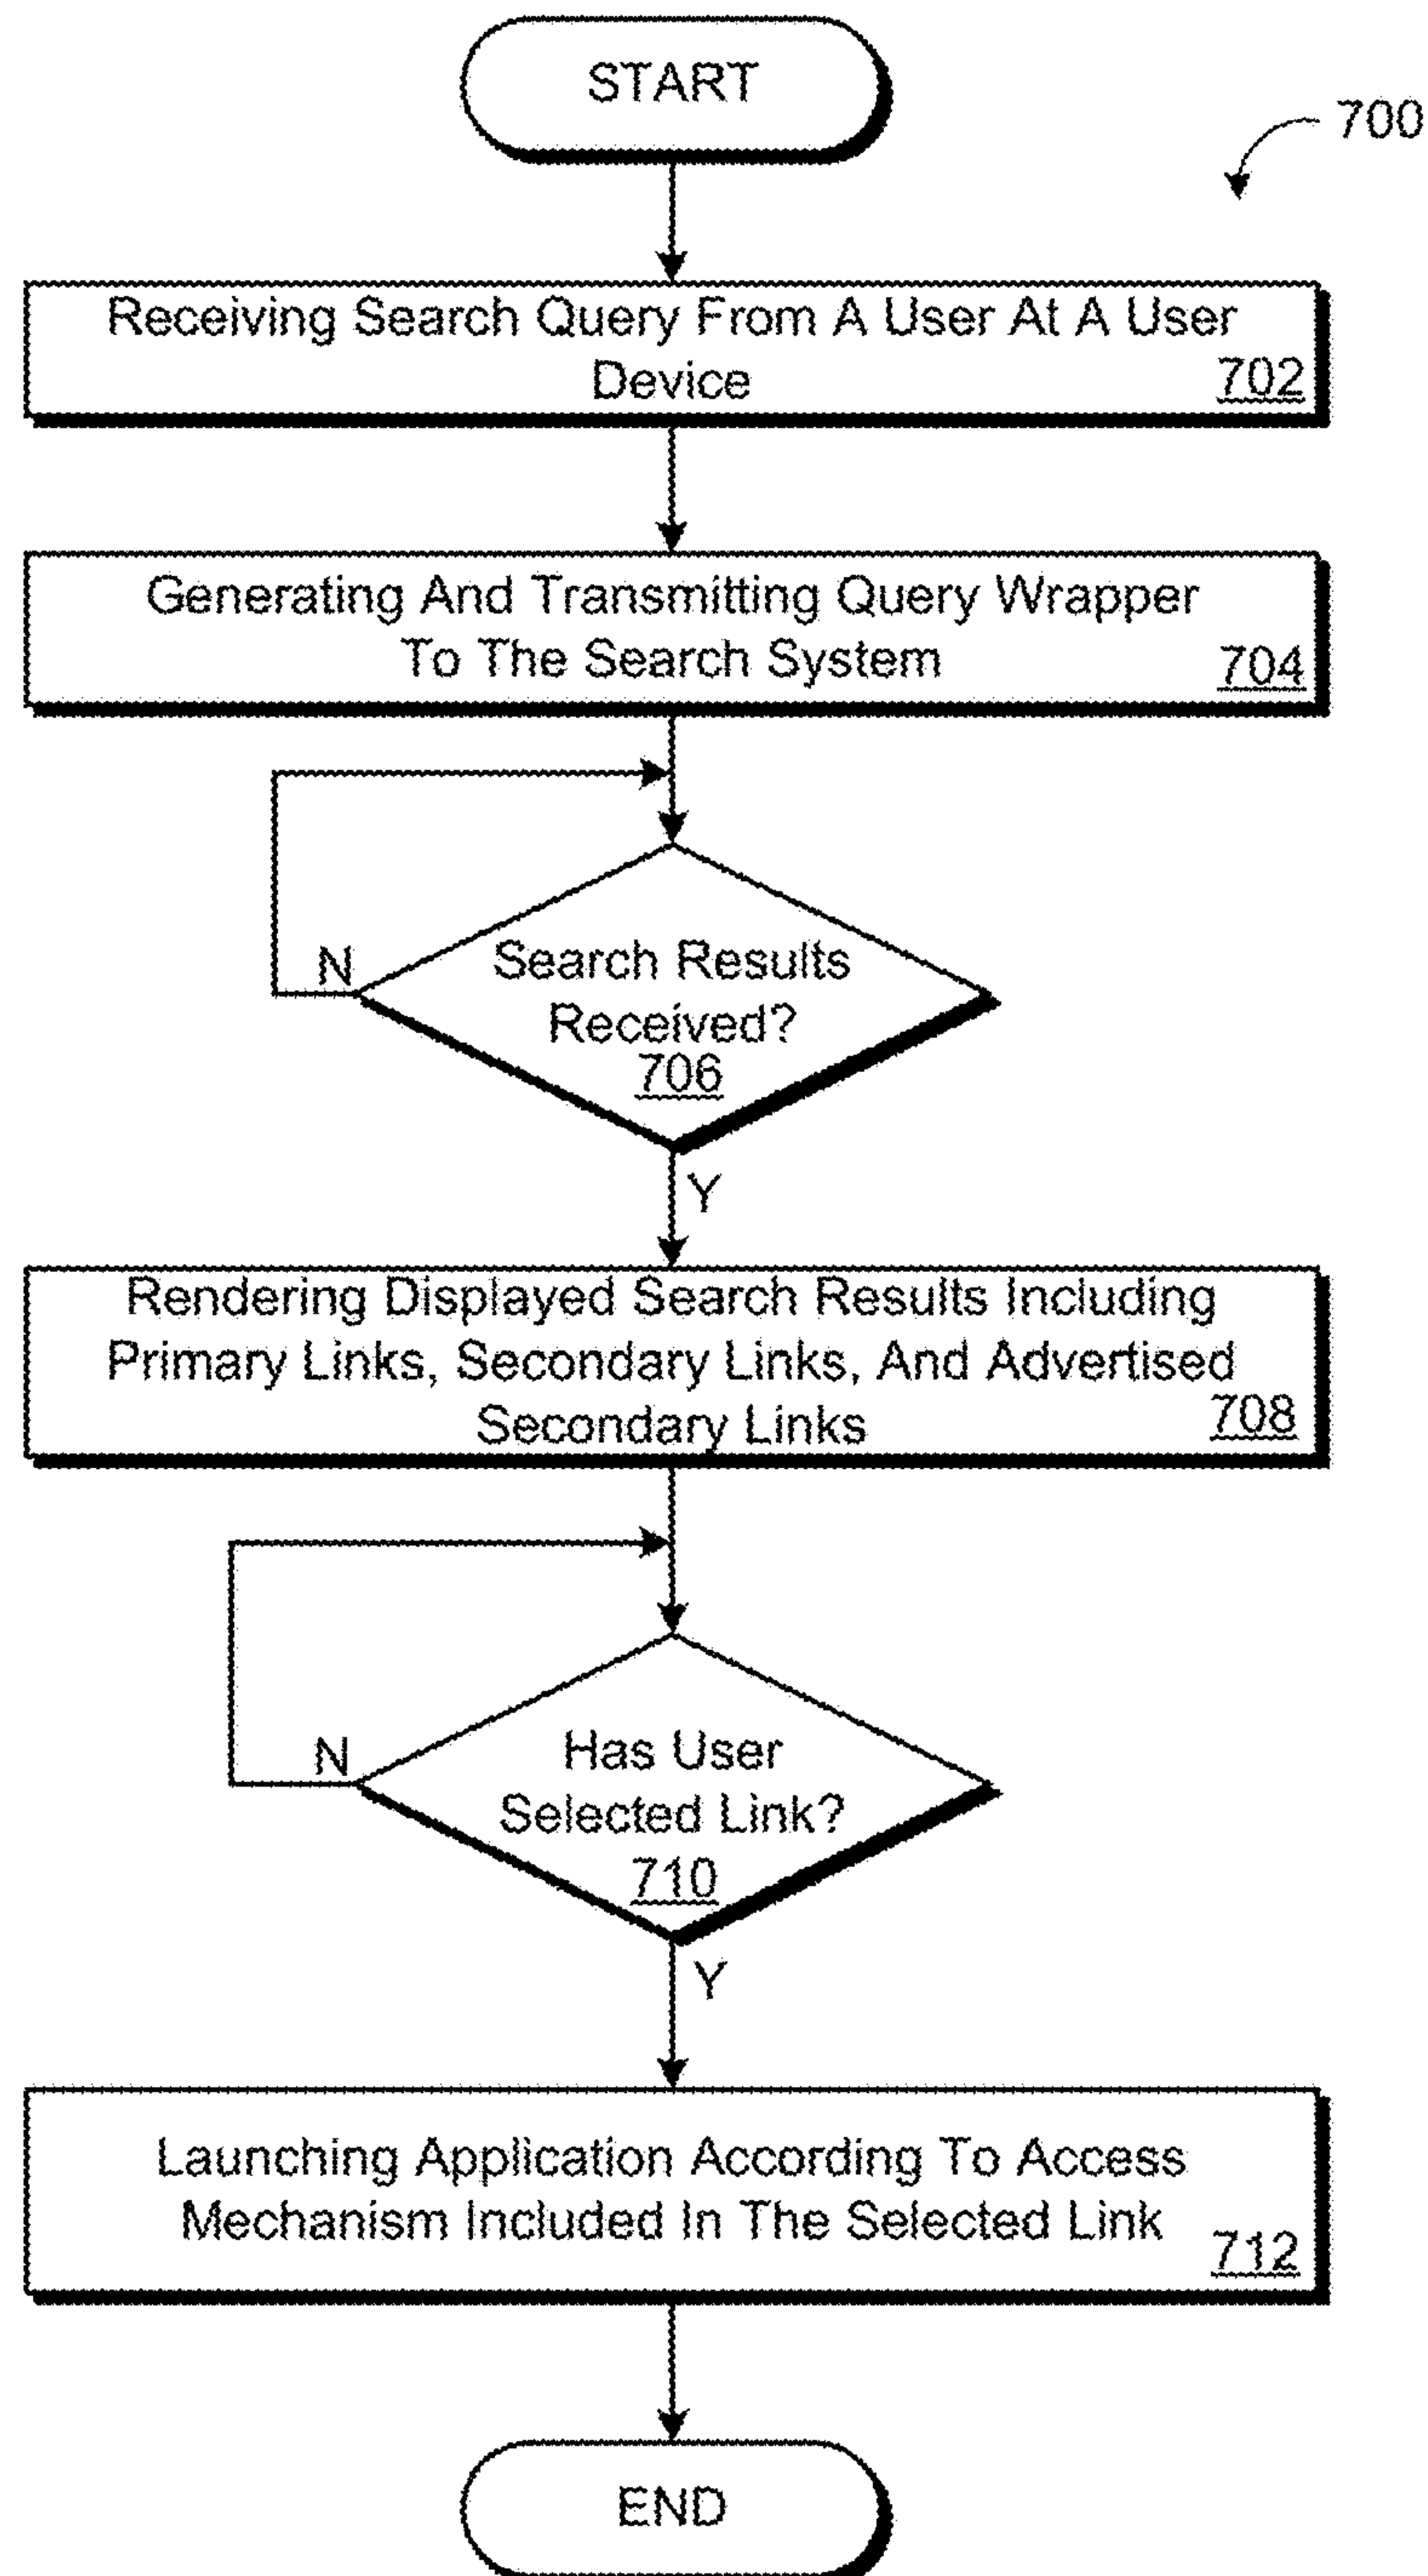 START
700
Receiving Search Query From A User At A User
Device
702
Generating And Transmitting Query Wrapper
To The Search System
704
N
Search Results
Received?
706
Y
Rendering Displayed Search Results Including
Primary Links, Secondary Links, And Advertised
Secondary Links
708
N
Has User
Selected Link?
710
Y
Launching Application According To Access
Mechanism Included In The Selected Link
712
END